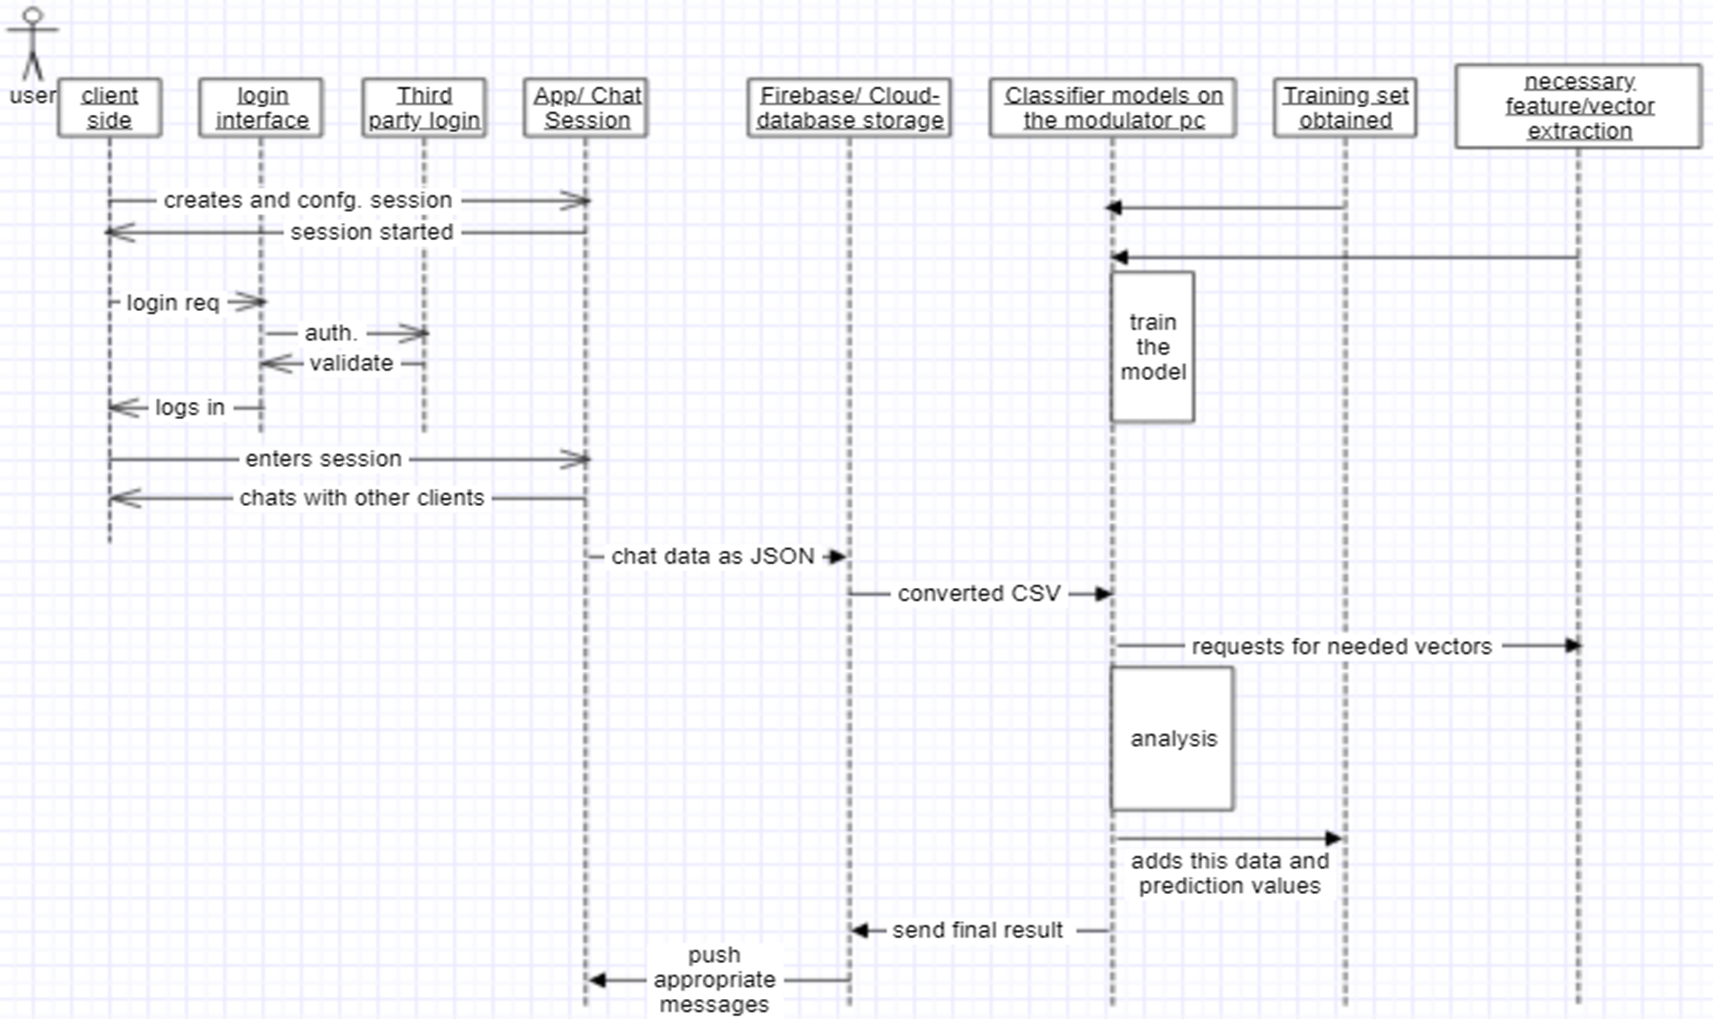 user
client
side
login
interface
Third
party login
App/ Chat
Session
Firebase/ Cloud-
database storage
Classifier models on
the modulator pc
Training set
obtained
necessary
feature/vector
extraction
creates and confg. session
session started
login req
auth.
validate
logs in
train
the
model
enters session
chats with other clients
chat data as JSON
converted CSV
requests for needed vectors
analysis
adds this data and
prediction values
send final result
push
appropriate
messages